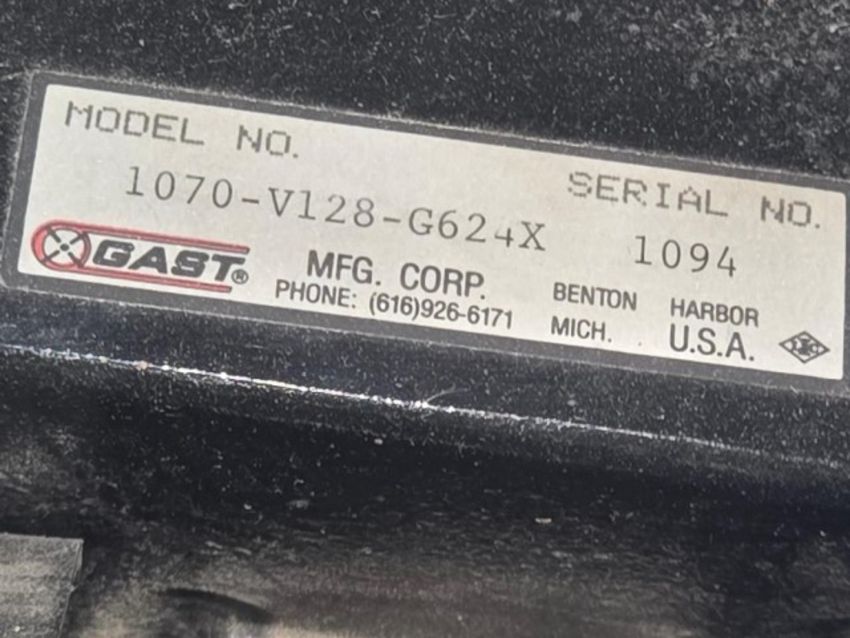 MODEL NO.
SERIAL NO.
1070-V128-G624X
1094
GAST®
MFG. CORP.
PHONE: (616)926-6171
BENTON HARBOR
MICH. U.S.A.